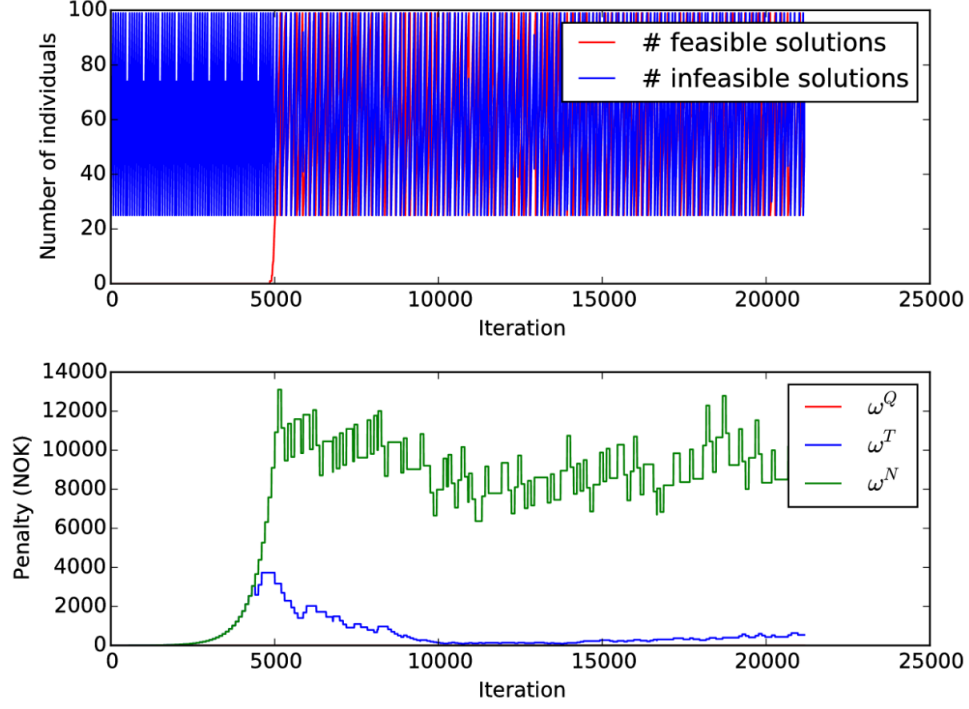 100
80
60
40
20
0
Number of individuals
# feasible solutions
# infeasible solutions
0 5000 10000 15000 20000 25000
Iteration
14000
12000
10000
8000
6000
4000
2000
0
Penalty (NOK)
ω^Q
ω^T
ω^N
0 5000 10000 15000 20000 25000
Iteration